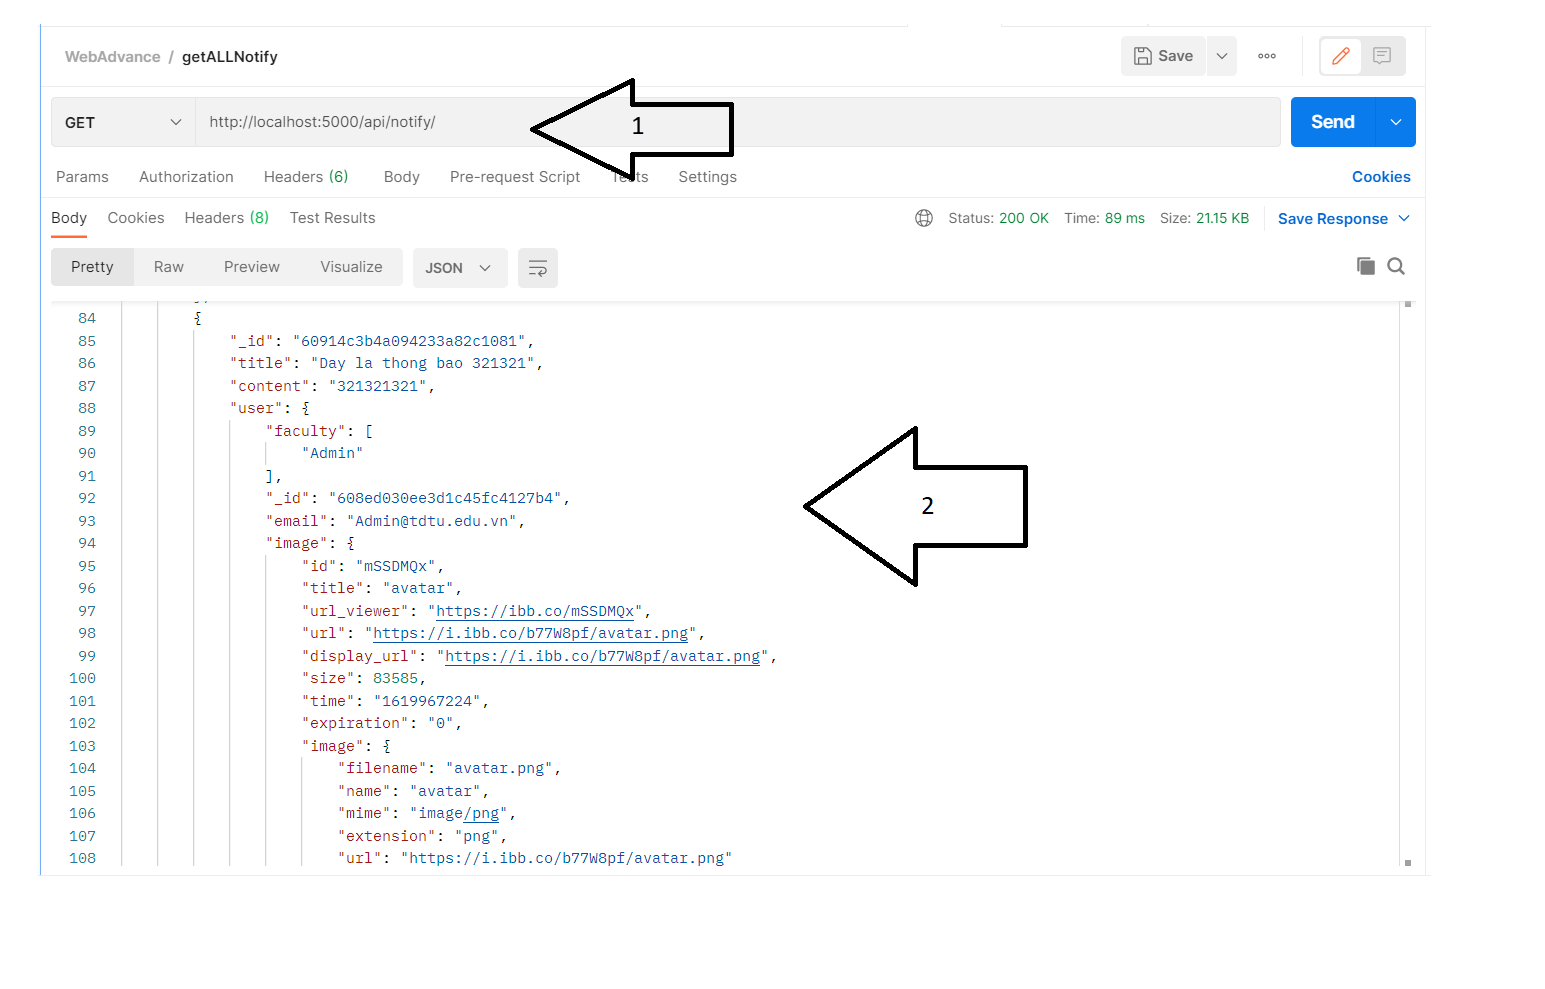 WebAdvance / getALLNotify
Save
GET http://localhost:5000/api/notify/ 1 Send
Params Authorization Headers (6) Body Pre-request Script Tests Settings Cookies
Body Cookies Headers (8) Test Results Status: 200 OK Time: 89 ms Size: 21.15 KB Save Response
Pretty Raw Preview Visualize JSON
84 {
85 "_id": "60914c3b4a094233a82c1081",
86 "title": "Day la thong bao 321321",
87 "content": "321321321",
88 "user": {
89 "faculty": [
90 "Admin"
91 ],
92 "_id": "608ed030ee3d1c45fc4127b4",
2
93 "email": "Admin@tdtu.edu.vn",
94 "image": {
95 "id": "mSSDMQx",
96 "title": "avatar",
97 "url_viewer": "https://ibb.co/mSSDMQx",
98 "url": "https://i.ibb.co/b77W8pf/avatar.png",
99 "display_url": "https://i.ibb.co/b77W8pf/avatar.png",
100 "size": 83585,
101 "time": "1619967224",
102 "expiration": "0",
103 "image": {
104 "filename": "avatar.png",
105 "name": "avatar",
106 "mime": "image/png",
107 "extension": "png",
108 "url": "https://i.ibb.co/b77W8pf/avatar.png"